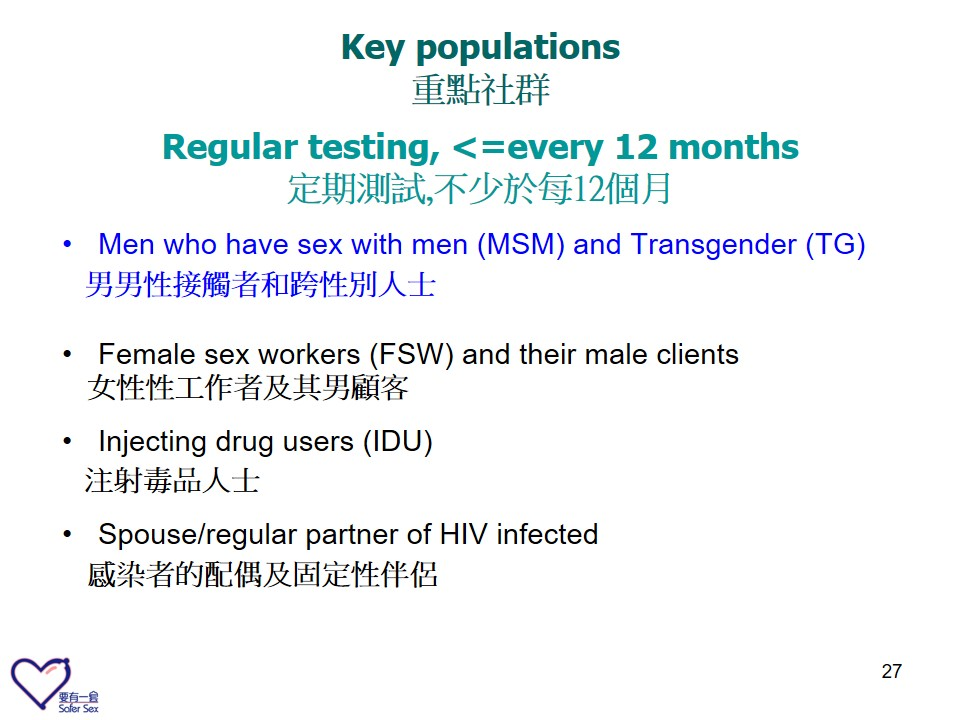 Key populations
重點社群
Regular testing, <=every 12 months
定期測試,不少於每12個月
• Men who have sex with men (MSM) and Transgender (TG)
男男性接觸者和跨性別人士
• Female sex workers (FSW) and their male clients
女性性工作者及其男顧客
• Injecting drug users (IDU)
注射毒品人士
• Spouse/regular partner of HIV infected
感染者的配偶及固定性伴侶
要有一套
Safer Sex
27